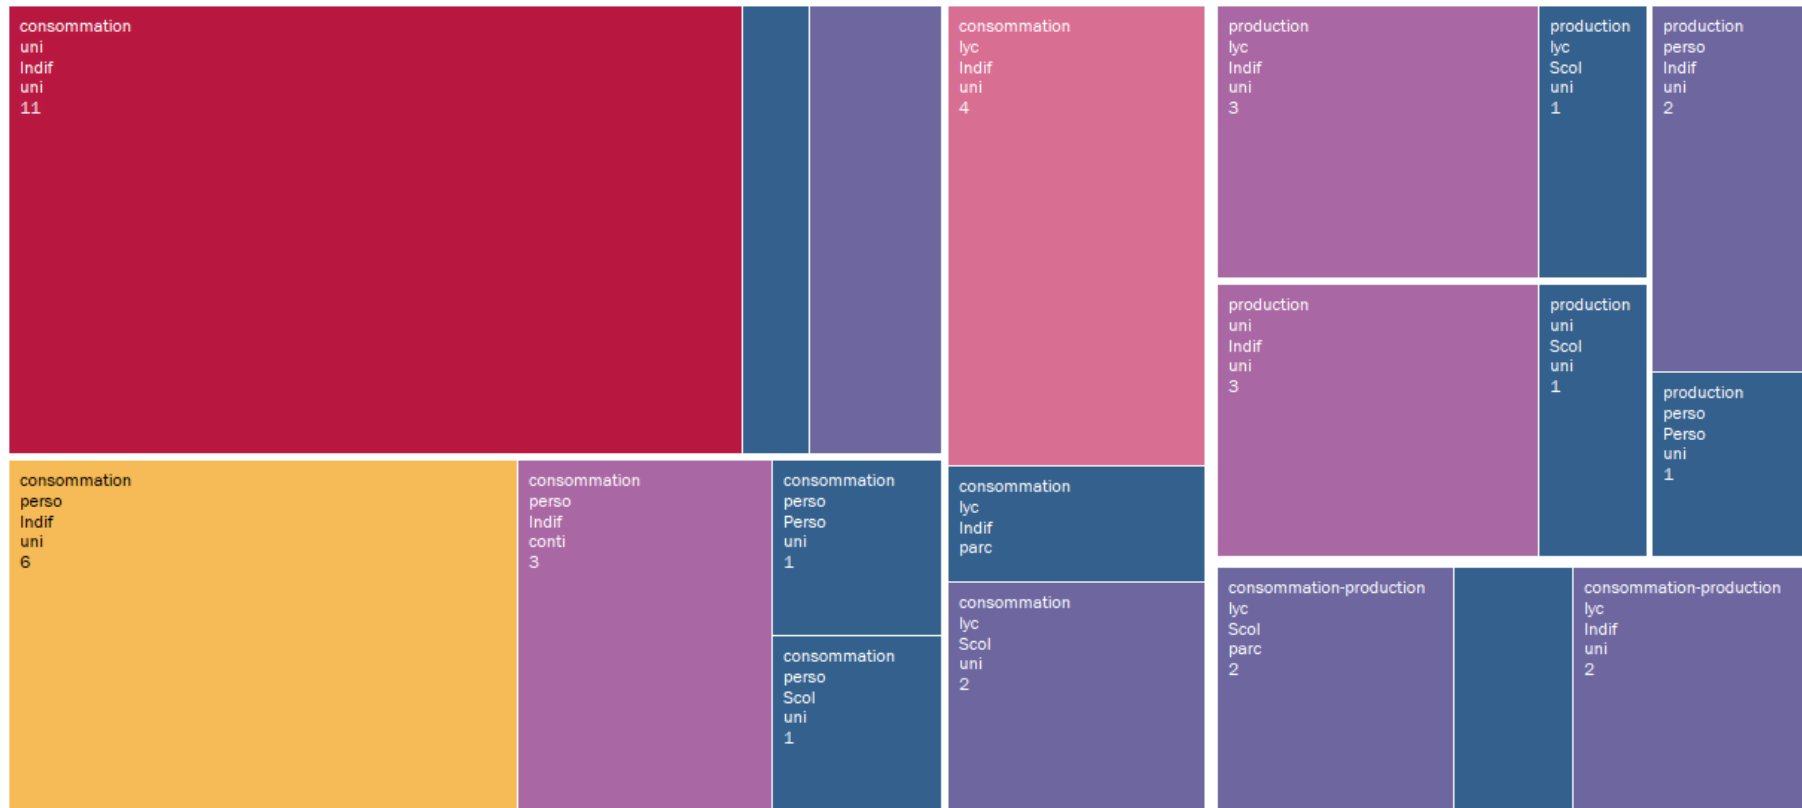 consommation
uni
Indif
uni
11
consommation
lyc
Indif
uni
4
production
lyc
Indif
uni
3
production
lyc
Scol
uni
1
production
perso
Indif
uni
2
production
uni
Indif
uni
3
production
uni
Scol
uni
1
production
perso
Perso
uni
1
consommation
perso
Indif
uni
6
consommation
perso
Indif
conti
3
consommation
perso
Perso
uni
1
consommation
perso
Scol
uni
1
consommation
lyc
Indif
parc
consommation
lyc
Scol
uni
2
consommation-production
lyc
Scol
parc
2
consommation-production
lyc
Indif
uni
2